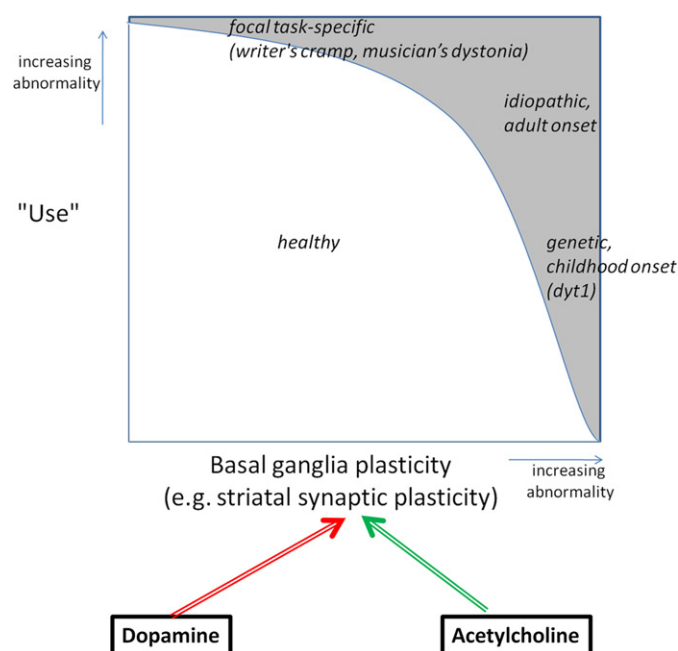 focal task-specific
(writer's cramp, musician's dystonia)
increasing
abnormality
idiopathic,
adult onset
"Use"
healthy
genetic,
childhood onset
(dyt1)
Basal ganglia plasticity
(e.g. striatal synaptic plasticity)
increasing
abnormality
Dopamine
Acetylcholine